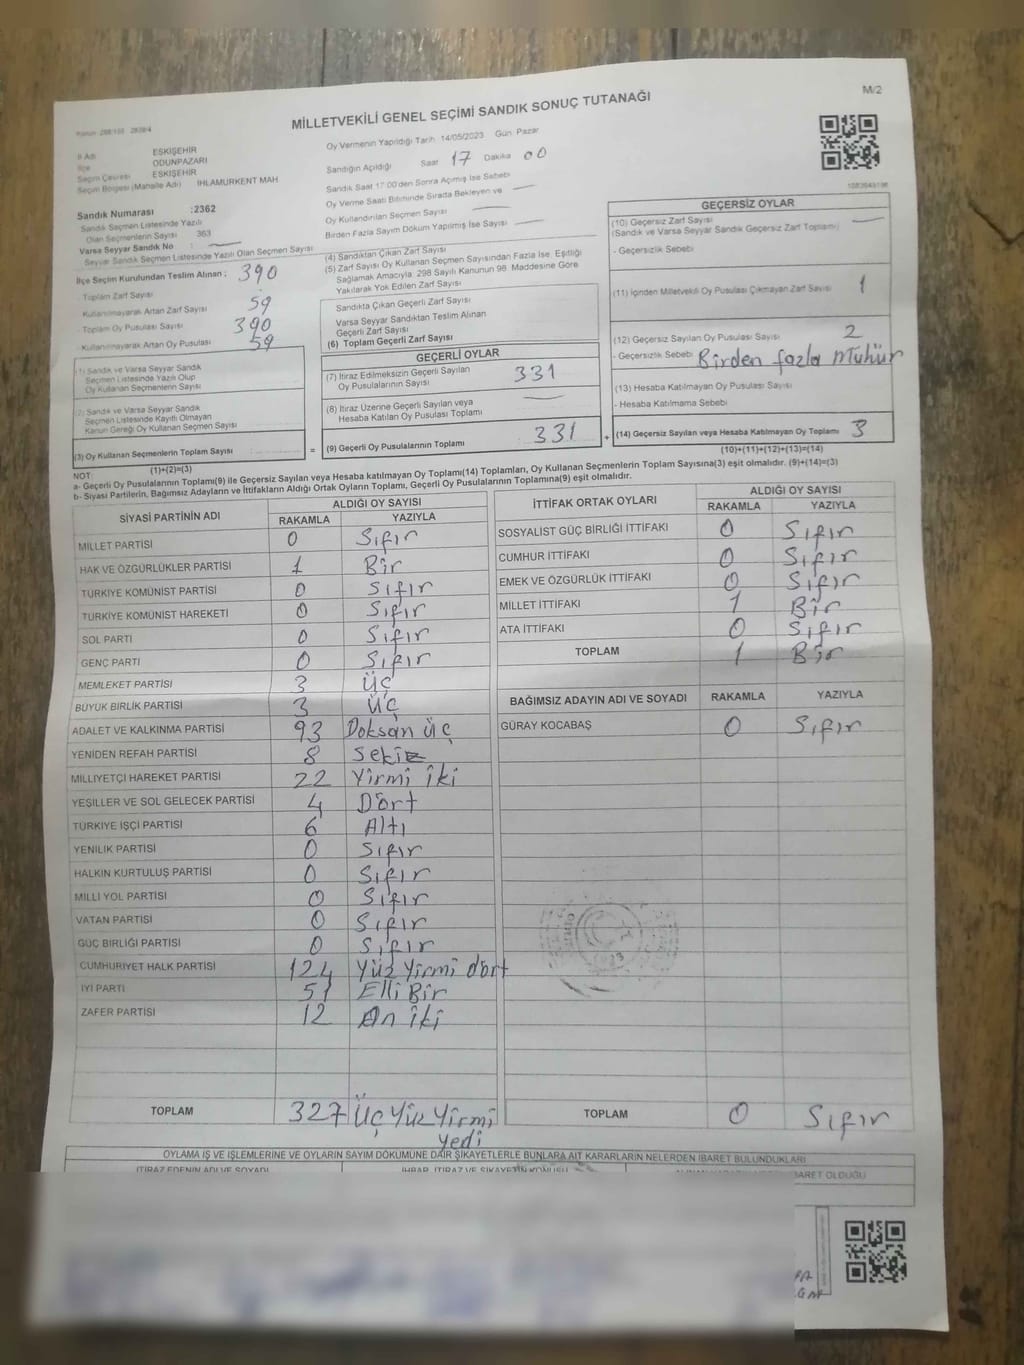 M/2
MİLLETVEKİLİ GENEL SEÇİMİ SANDIK SONUÇ TUTANAĞI
İl Adı ESKİŞEHİR
İlçe ODUNPAZARI
Seçim Çevresi ESKİŞEHİR
Seçim Bölgesi (Mahalle Adı) IHLAMURKENT MAH
Sandık Numarası :2362
Sandık Seçmen Listesinde Yazılı
Olan Seçmenlerin Sayısı 363
Varsa Seyyar Sandık No :
Seyyar Sandık Seçmen Listesinde Yazılı Olan Seçmen Sayısı
İlçe Seçim Kurulundan Teslim Alınan ; 390
- Toplam Zarf Sayısı
- Kullanılmayarak Artan Zarf Sayısı 59
- Toplam Oy Pusulası Sayısı 390
- Kullanılmayarak Artan Oy Pusulası 59
(1) Sandık ve Varsa Seyyar Sandık
Seçmen Listesinde Yazılı Olup
Oy Kullanan Seçmenlerin Sayısı
(2) Sandık ve Varsa Seyyar Sandık
Seçmen Listesinde Kayıtlı Olmayan
Kanun Gereği Oy Kullanan Seçmen Sayısı
(3) Oy Kullanan Seçmenlerin Toplam Sayısı
(1)+(2)=(3)
Oy Vermenin Yapıldığı Tarih 14/05/2023 Gün Pazar
Sandığın Açıldığı Saat 17 Dakika 00
Sandık Saat 17:00'den Sonra Açılmış İse Sebebi
Oy Verme Saati Bitiminde Sırada Bekleyen ve
Oy Kullandırılan Seçmen Sayısı
Birden Fazla Sayım Dökum Yapılmış İse Sayısı
(4) Sandıktan Çıkan Zarf Sayısı
(5) Zarf Sayısı Oy Kullanan Seçmen Sayısından Fazla İse, Eşitliği
Sağlamak Amacıyla 298 Sayılı Kanunun 98. Maddesine Göre
Yakılarak Yok Edilen Zarf Sayısı
Sandıkta Çıkan Geçerli Zarf Sayısı
Varsa Seyyar Sandıktan Teslim Alınan
Geçerli Zarf Sayısı
(6) Toplam Geçerli Zarf Sayısı
GEÇERLİ OYLAR
(7) İtiraz Edilmeksizin Geçerli Sayılan
Oy Pusulalarının Sayısı 331
(8) İtiraz Üzerine Geçerli Sayılan veya
Hesaba Katılan Oy Pusulası Toplamı
= (9) Geçerli Oy Pusulalarının Toplamı : 331 +
GEÇERSİZ OYLAR
(10) Geçersiz Zarf Sayısı
(Sandık ve Varsa Seyyar Sandık Geçersiz Zarf Toplamı)
- Geçersizlik Sebebi
(11) İçinden Milletvekili Oy Pusulası Çıkmayan Zarf Sayısı 1
(12) Geçersiz Sayılan Oy Pusulası Sayısı 2
- Geçersizlik Sebebi Birden fazla Mühür
(13) Hesaba Katılmayan Oy Pusulası Sayısı
- Hesaba Katılmama Sebebi
(14) Geçersiz Sayılan veya Hesaba Katılmayan Oy Toplamı 3
(10)+(11)+(12)+(13)=(14)
NOT:
a- Geçerli Oy Pusulaları Toplamı(9) ile Geçersiz Sayılan veya Hesaba katılmayan Oy Toplamı(14) Toplamları, Oy Kullanan Seçmenlerin Toplam Sayısına(3) eşit olmalıdır. (9)+(14)=(3)
b- Siyasi Partilerin, Bağımsız Adayların ve İttifakların Aldığı Ortak Oyların Toplamı, Geçerli Oy Pusulalarının Toplamına(9) eşit olmalıdır.
SİYASİ PARTİNİN ADI ALDIĞI OY SAYISI
RAKAMLA YAZIYLA
MİLLET PARTİSİ 0 Sıfır
HAK VE ÖZGÜRLÜKLER PARTİSİ 1 Bir
TÜRKİYE KOMÜNİST PARTİSİ 0 Sıfır
TÜRKİYE KOMÜNİST HAREKETİ 0 Sıfır
SOL PARTİ 0 Sıfır
GENÇ PARTİ 0 Sıfır
MEMLEKET PARTİSİ 3 Üç
BÜYÜK BİRLİK PARTİSİ 3 Üç
ADALET VE KALKINMA PARTİSİ 93 Doksan üç
YENİDEN REFAH PARTİSİ 8 Sekiz
MİLLİYETÇİ HAREKET PARTİSİ 22 Yirmi iki
YEŞİLLER VE SOL GELECEK PARTİSİ 4 Dört
TÜRKİYE İŞÇİ PARTİSİ 6 Altı
YENİLİK PARTİSİ 0 Sıfır
HALKIN KURTULUŞ PARTİSİ 0 Sıfır
MİLLİ YOL PARTİSİ 0 Sıfır
VATAN PARTİSİ 0 Sıfır
GÜÇ BİRLİĞİ PARTİSİ 0 Sıfır
CUMHURİYET HALK PARTİSİ 124 Yüz Yirmi dört
İYİ PARTİ 51 Elli Bir
ZAFER PARTİSİ 12 On iki
TOPLAM 327 Üç Yüz Yirmi
yedi
İTTİFAK ORTAK OYLARI ALDIĞI OY SAYISI
RAKAMLA YAZIYLA
SOSYALİST GÜÇ BİRLİĞİ İTTİFAKI 0 Sıfır
CUMHUR İTTİFAKI 0 Sıfır
EMEK VE ÖZGÜRLÜK İTTİFAKI 0 Sıfır
MİLLET İTTİFAKI 1 Bir
ATA İTTİFAKI 0 Sıfır
TOPLAM 1 Bir
BAĞIMSIZ ADAYIN ADI VE SOYADI RAKAMLA YAZIYLA
GÜRAY KOCABAŞ 0 Sıfır
TOPLAM 0 Sıfır
OYLAMA İŞ VE İŞLEMLERİNE VE OYLARIN SAYIM DÖKÜMÜNE DAİR ŞİKAYETLERLE BUNLARA AİT KARARLARIN NELERDEN İBARET BULUNDUKLARI
İTİRAZ EDENİN ADI VE SOYADI
İHBAR, İTİRAZ VE ŞİKAYETİN KONUSU